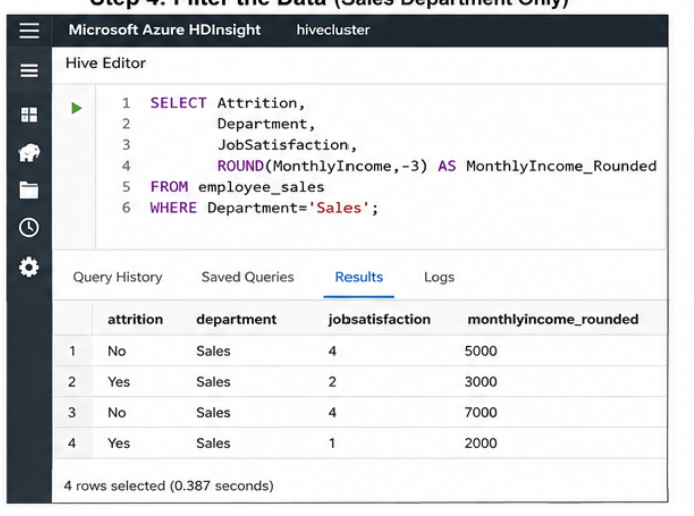 Step 4: Filter the Data (Sales Department Only)
Microsoft Azure HDInsight hivecluster
Hive Editor
1 SELECT Attrition,
2 Department,
3 JobSatisfaction,
4 ROUND(MonthlyIncome,-3) AS MonthlyIncome_Rounded
5 FROM employee_sales
6 WHERE Department='Sales';
Query History Saved Queries Results Logs
attrition department jobsatisfaction monthlyincome_rounded
1 No Sales 4 5000
2 Yes Sales 2 3000
3 No Sales 4 7000
4 Yes Sales 1 2000
4 rows selected (0.387 seconds)